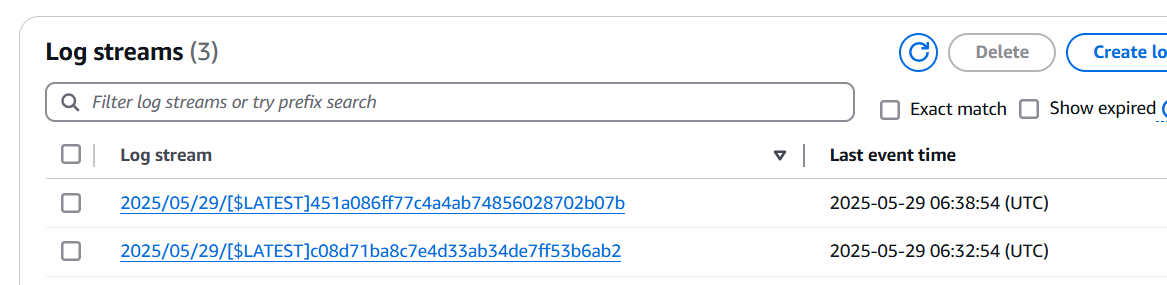 Log streams (3)
Delete
Create lo
Filter log streams or try prefix search
Exact match
Show expired
Log stream
Last event time
2025/05/29/[$LATEST]451a086ff77c4a4ab74856028702b07b
2025-05-29 06:38:54 (UTC)
2025/05/29/[$LATEST]c08d71ba8c7e4d33ab34de7ff53b6ab2
2025-05-29 06:32:54 (UTC)